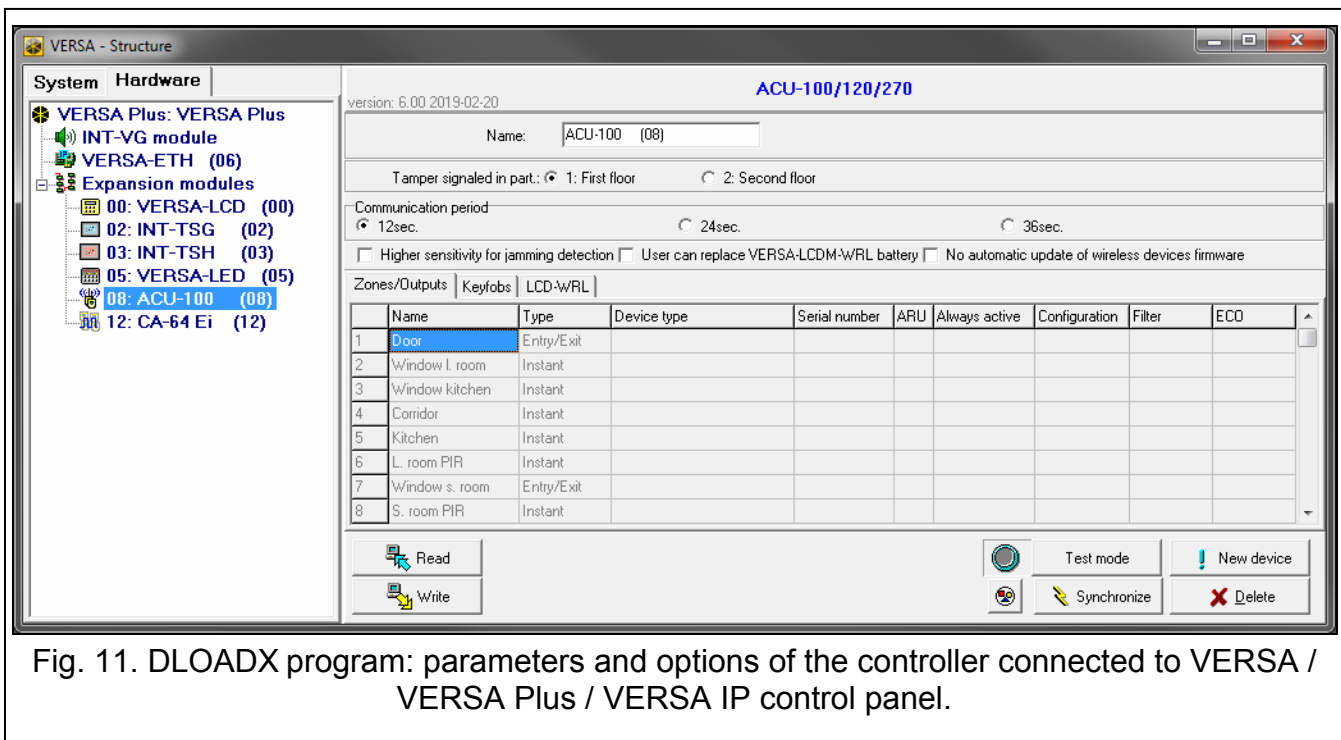 VERSA - Structure
System Hardware
VERSA Plus: VERSA Plus
INT-VG module
VERSA-ETH (06)
Expansion modules
00: VERSA-LCD (00)
02: INT-TSG (02)
03: INT-TSH (03)
05: VERSA-LED (05)
08: ACU-100 (08)
12: CA-64 Ei (12)
ACU-100/120/270
version: 6.00 2019-02-20
Name: ACU-100 (08)
Tamper signaled in part.: 1: First floor 2: Second floor
Communication period
12sec. 24sec. 36sec.
Higher sensitivity for jamming detection User can replace VERSA-LCDM-WRL battery No automatic update of wireless devices firmware
Zones/Outputs Keyfobs LCD-WRL
Name Type Device type Serial number ARU Always active Configuration Filter ECO
1 Door Entry/Exit
2 Window l. room Instant
3 Window kitchen Instant
4 Corridor Instant
5 Kitchen Instant
6 L. room PIR Instant
7 Window s. room Entry/Exit
8 S. room PIR Instant
Read Test mode New device
Write Synchronize Delete
Fig. 11. DLOADX program: parameters and options of the controller connected to VERSA /
VERSA Plus / VERSA IP control panel.